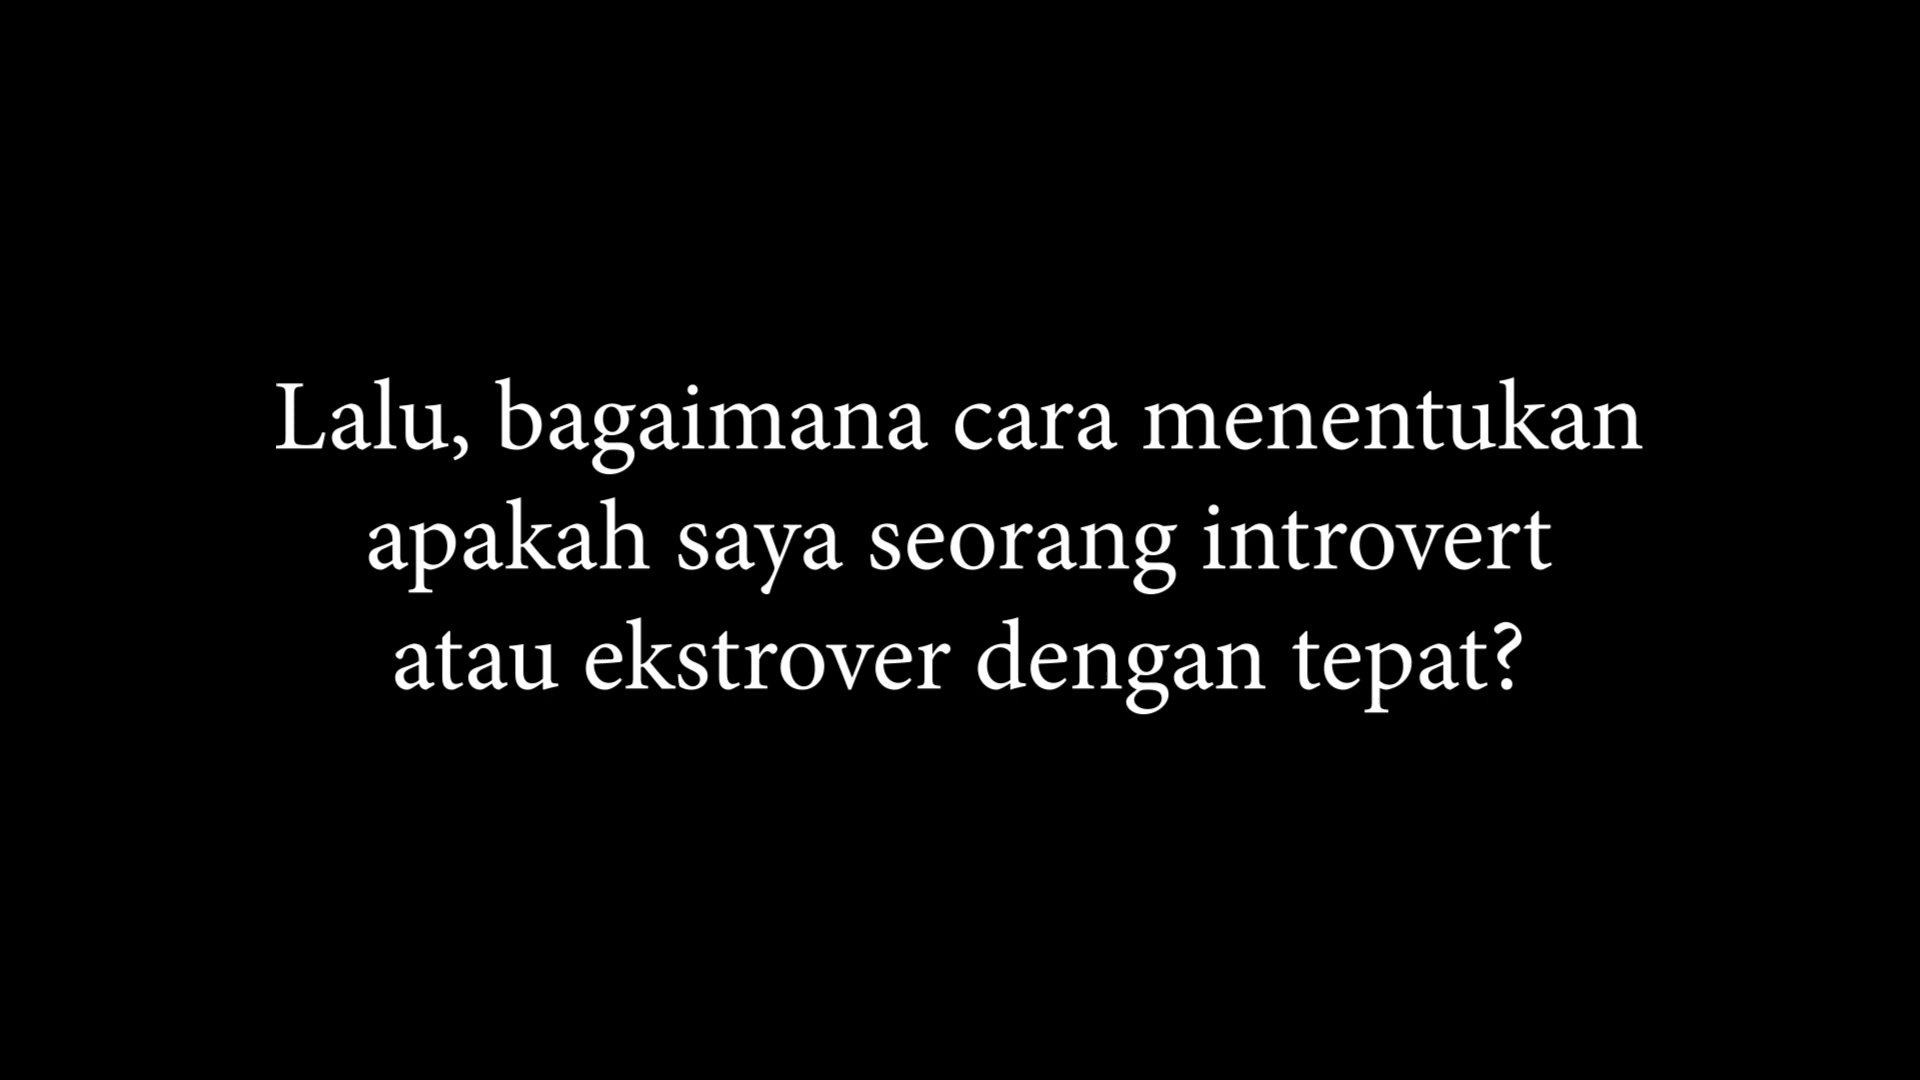 Lalu, bagaimana cara menentukan
apakah saya seorang introvert
atau ekstrover dengan tepat?